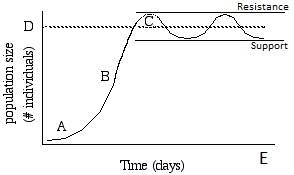 Resistance
D
C
Support
B
A
population size
(# individuals)
Time (days)
E